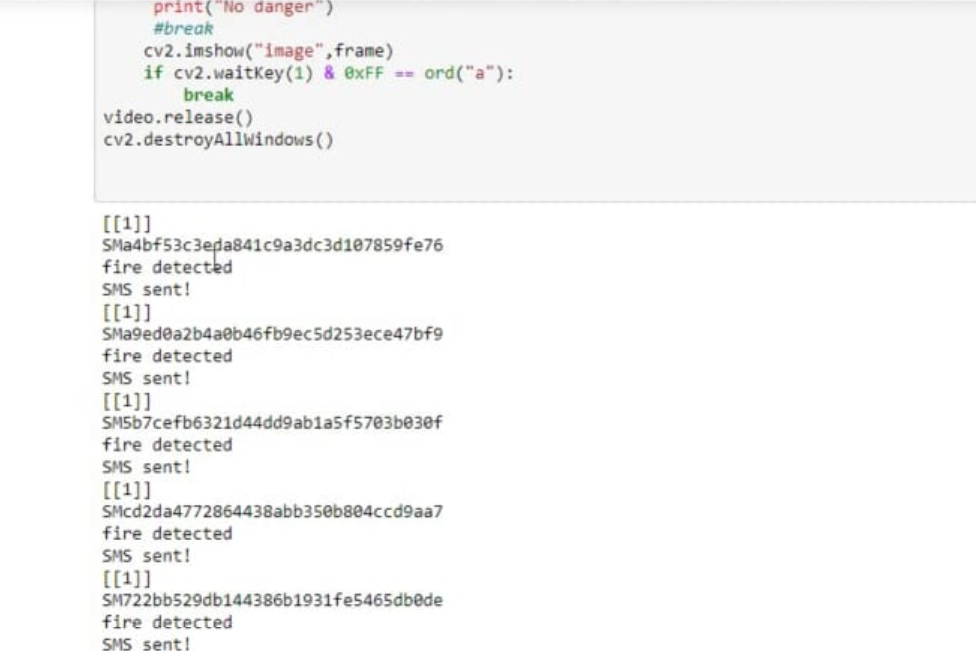 print("No danger")
#break
cv2.imshow("image",frame)
if cv2.waitKey(1) & 0xFF == ord("a"):
break
video.release()
cv2.destroyAllWindows()
[[1]]
SMa4bf53c3eda841c9a3dc3d107859fe76
fire detected
SMS sent!
[[1]]
SMa9ed0a2b4a0b46fb9ec5d253ece47bf9
fire detected
SMS sent!
[[1]]
SM5b7cefb6321d44dd9ab1a5f5703b030f
fire detected
SMS sent!
[[1]]
SMcd2da4772864438abb350b804ccd9aa7
fire detected
SMS sent!
[[1]]
SM722bb529db144386b1931fe5465db0de
fire detected
SMS sent!